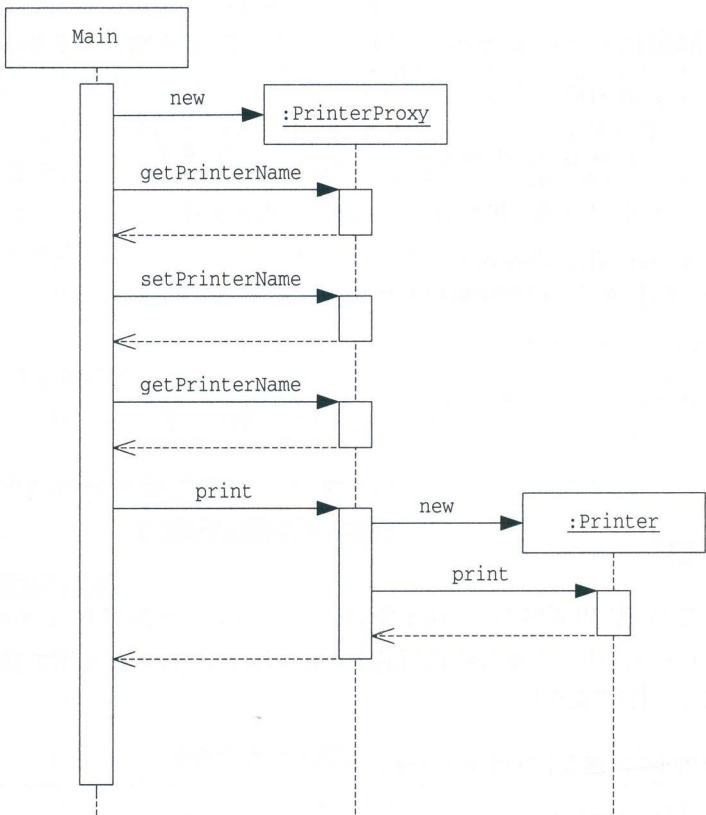 Main
new
:PrinterProxy
getPrinterName
setPrinterName
getPrinterName
print
new
:Printer
print